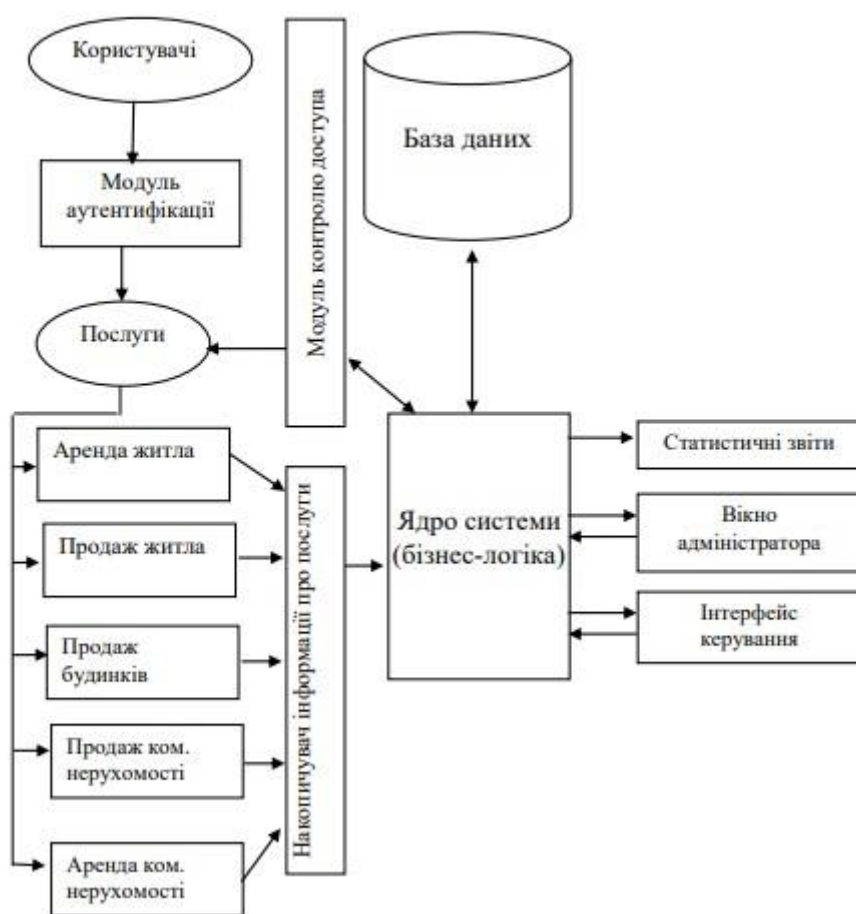 Користувачі
Модуль
аутентифікації
Послуги
Аренда житла
Продаж житла
Продаж
будинків
Продаж ком.
нерухомості
Аренда ком.
нерухомості
Модуль контролю доступа
Накопичувач інформації про послуги
База даних
Ядро системи
(бізнес-логіка)
Статистичні звіти
Вікно
адміністратора
Інтерфейс
керування